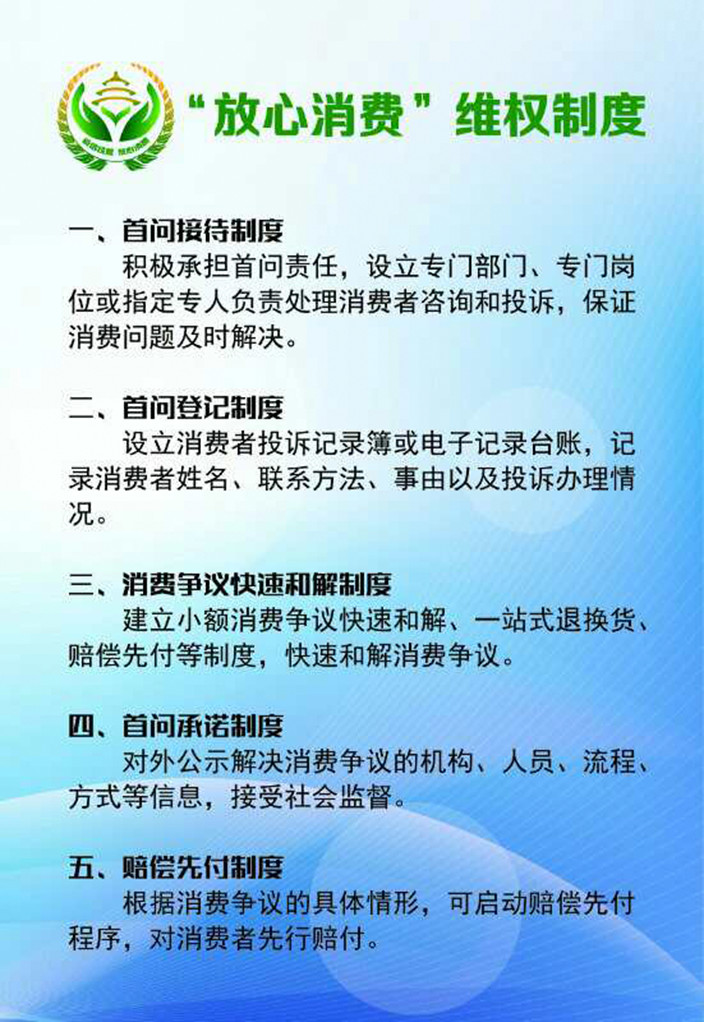 “放心消费”维权制度
一、首问接待制度
积极承担首问责任，设立专门部门、专门岗
位或指定专人负责处理消费者咨询和投诉，保证
消费问题及时解决。
二、首问登记制度
设立消费者投诉记录簿或电子记录台账，记
录消费者姓名、联系方法、事由以及投诉办理情
况。
三、消费争议快速和解制度
建立小额消费争议快速和解、一站式退换货、
赔偿先付等制度，快速和解消费争议。
四、首问承诺制度
对外公示解决消费争议的机构、人员、流程、
方式等信息，接受社会监督。
五、赔偿先付制度
根据消费争议的具体情形，可启动赔偿先付
程序，对消费者先行赔付。